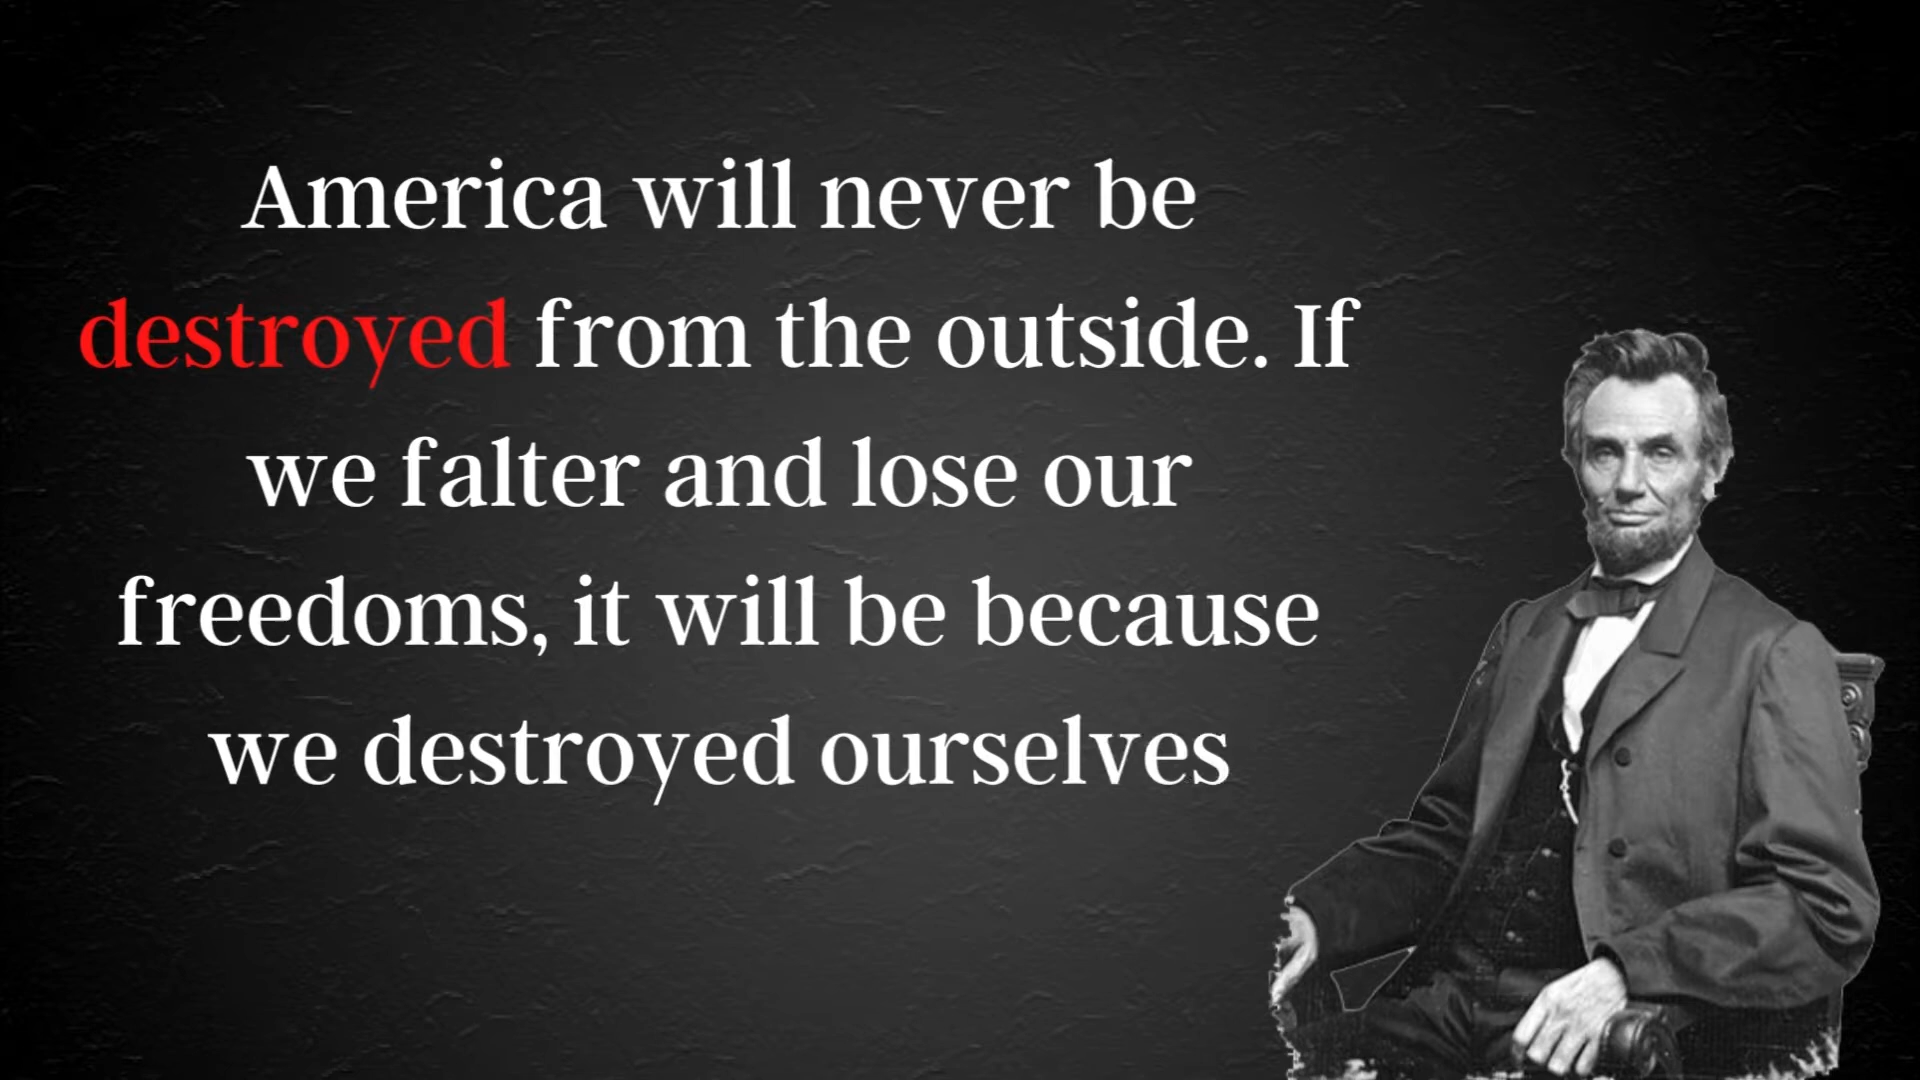 America will never be
destroyed from the outside. If
we falter and lose our
freedoms, it will be because
we destroyed ourselves